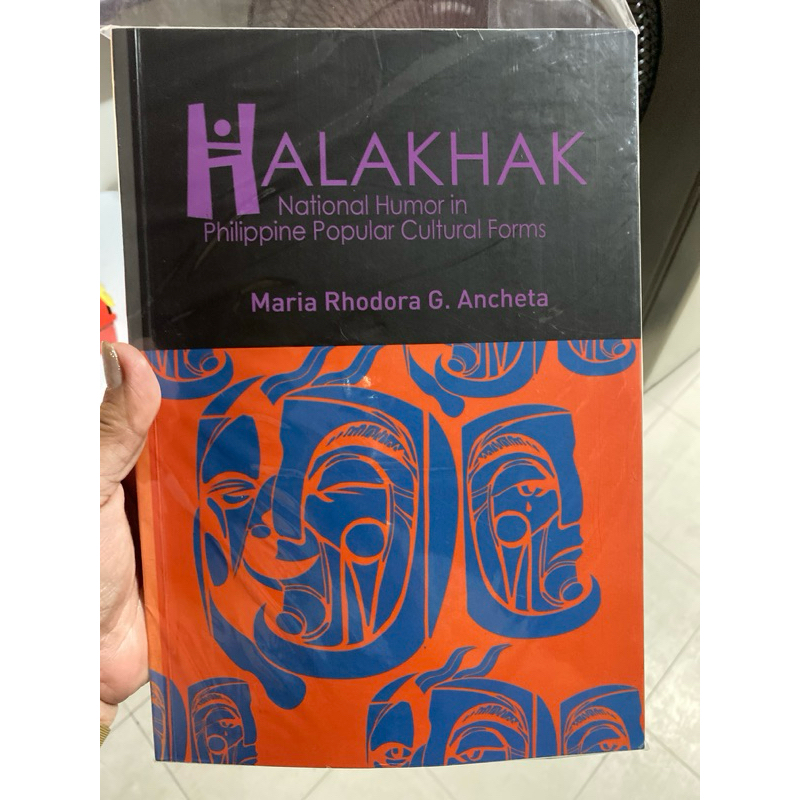 HALAKHAK
National Humor in
Philippine Popular Cultural Forms
Maria Rhodora G. Ancheta